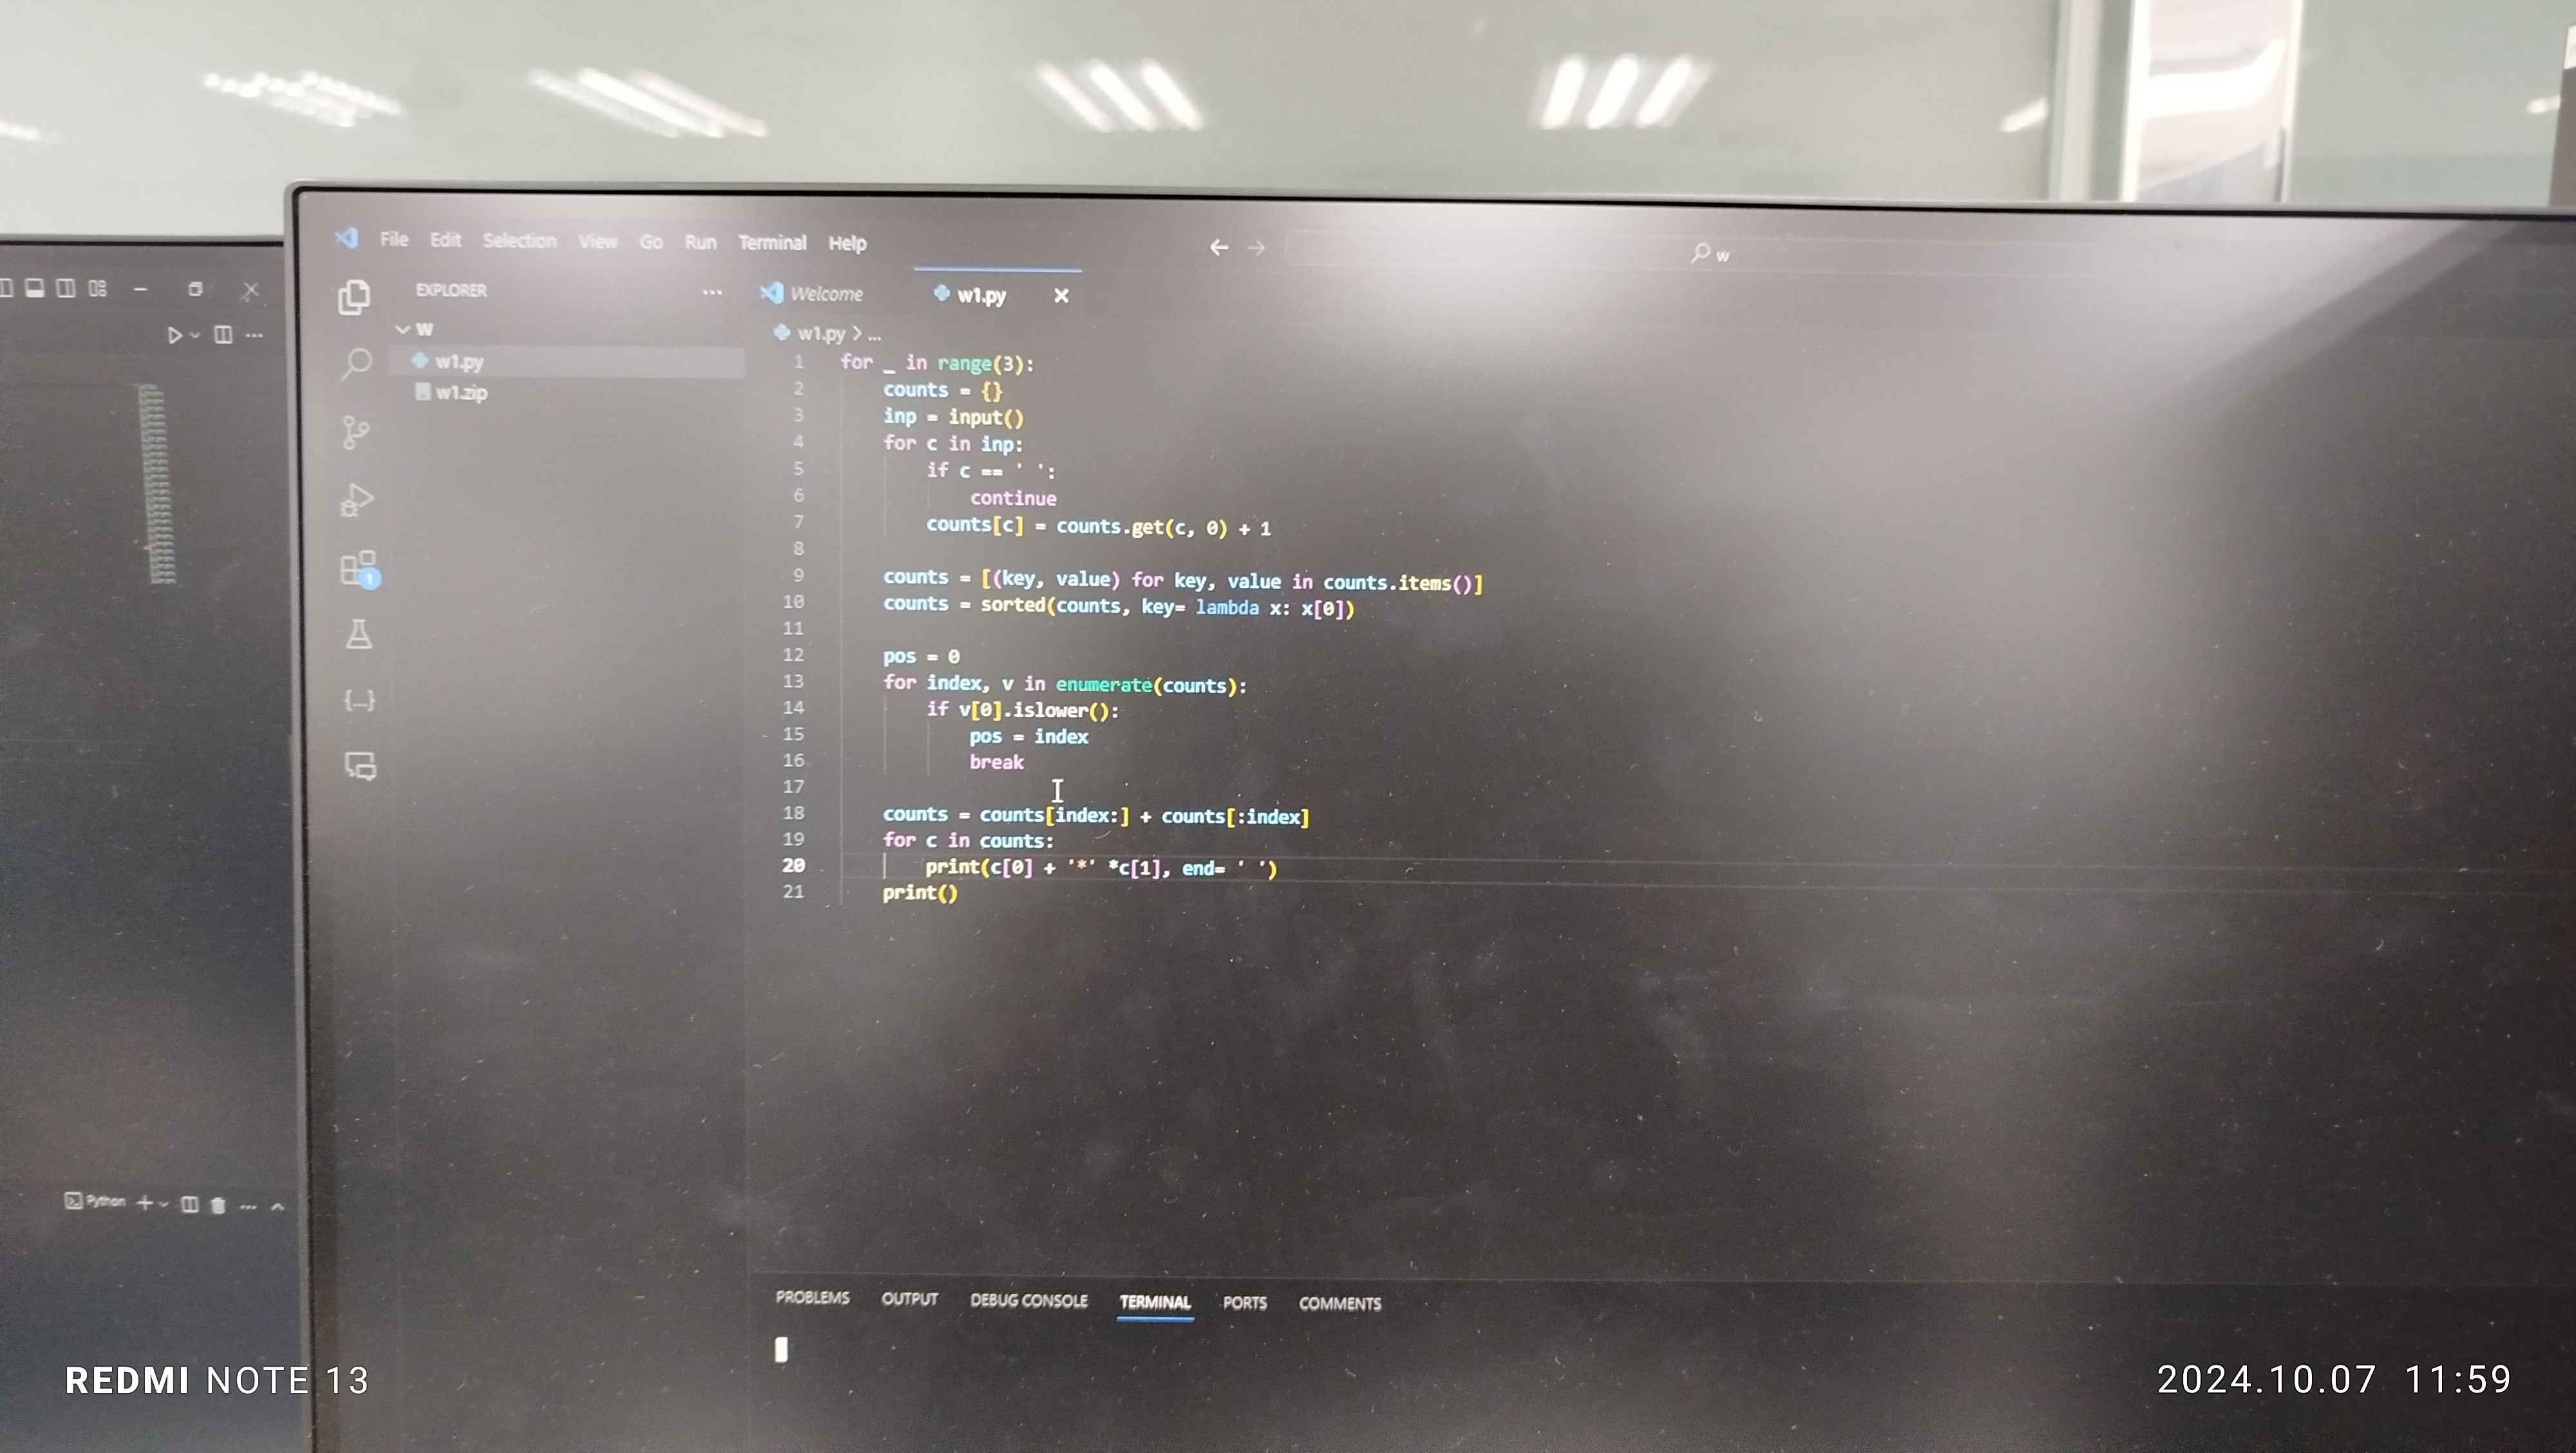 File Edit Selection View Go Run Terminal Help
w
EXPLORER
Welcome
w1.py
W
w1.py
w1.zip
w1.py > ...
1 for _ in range(3):
2     counts = {}
3     inp = input()
4     for c in inp:
5         if c == ' ':
6             continue
7         counts[c] = counts.get(c, 0) + 1
8
9     counts = [(key, value) for key, value in counts.items()]
10     counts = sorted(counts, key= lambda x: x[0])
11
12     pos = 0
13     for index, v in enumerate(counts):
14         if v[0].islower():
15             pos = index
16             break
17
18     counts = counts[index:] + counts[:index]
19     for c in counts:
20         print(c[0] + '*' *c[1], end= ' ')
21     print()
1
Python
PROBLEMS OUTPUT DEBUG CONSOLE TERMINAL PORTS COMMENTS
REDMI NOTE 13
2024.10.07 11:59